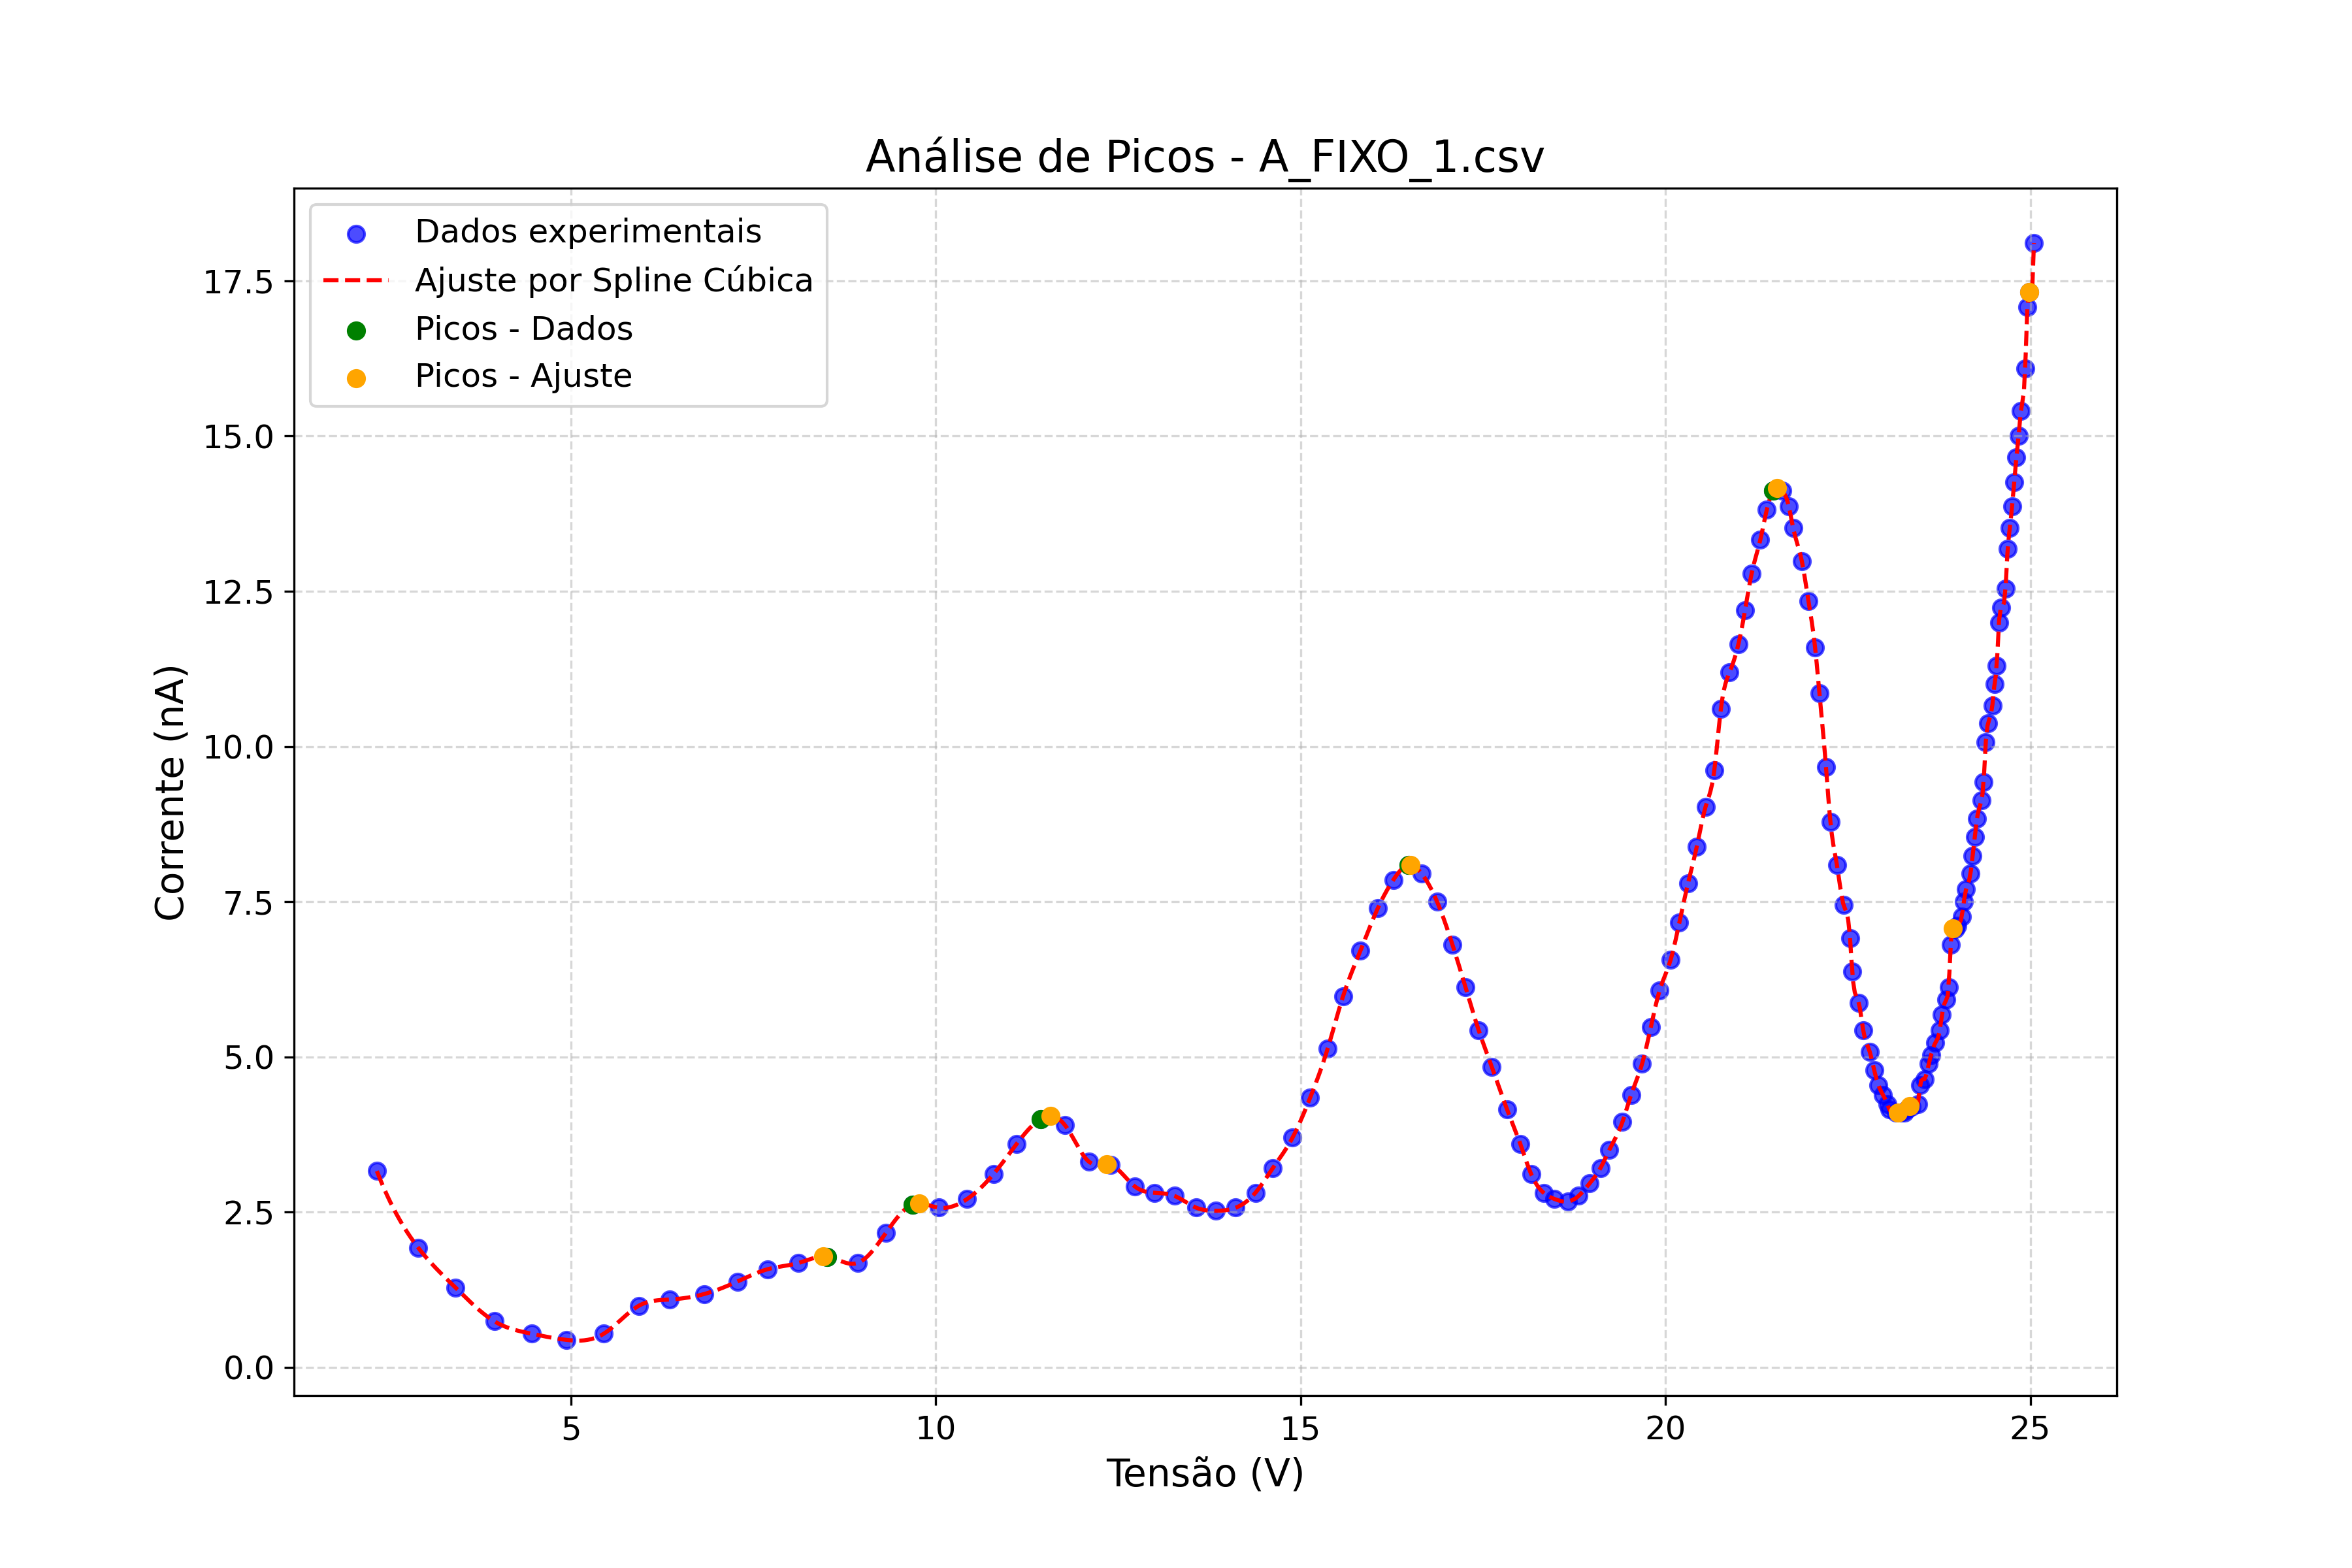 Análise de Picos - A_FIXO_1.csv
Dados experimentais
Ajuste por Spline Cúbica
Picos - Dados
Picos - Ajuste
17.5
15.0
12.5
10.0
7.5
5.0
2.5
0.0
Corrente (nA)
5
10
15
20
25
Tensão (V)